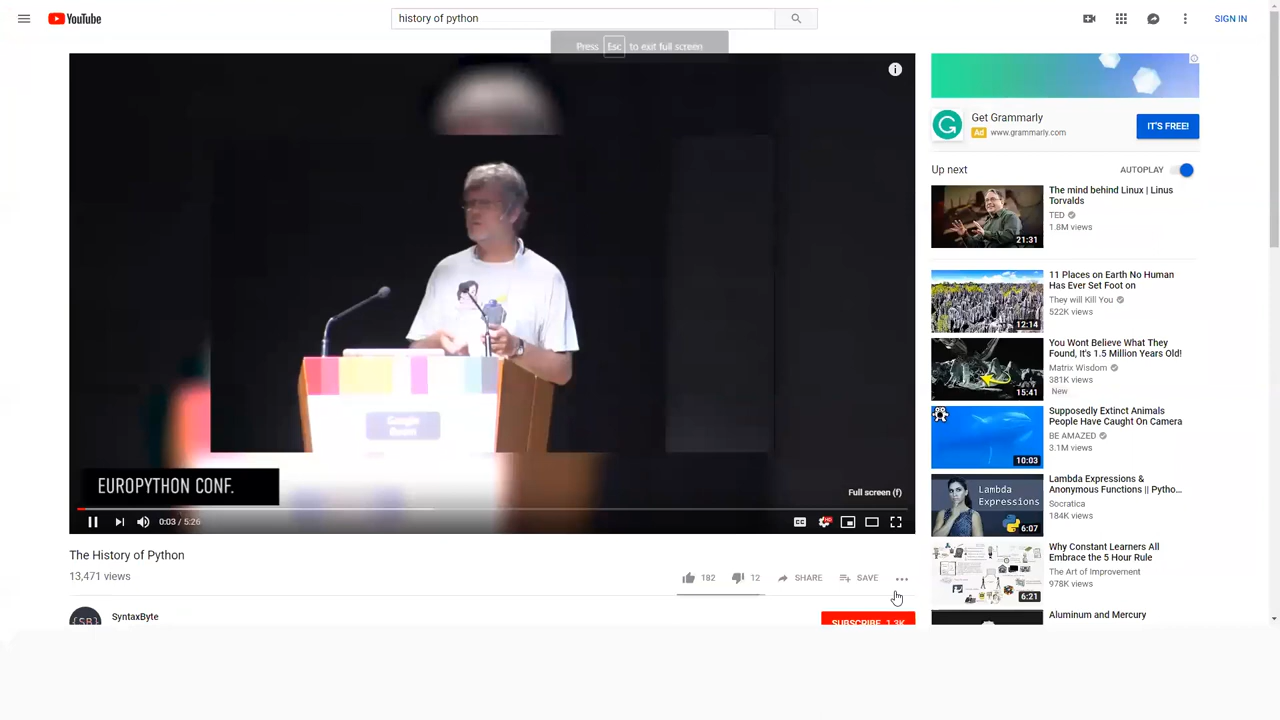 YouTube
history of python
SIGN IN
Press Esc to exit full screen
EUROPYTHON CONF.
Full screen (f)
0:03 / 5:26
CC
HD
The History of Python
13,471 views
182
12
SHARE
SAVE
{SB}
SyntaxByte
SUBSCRIBE 1.3K
Get Grammarly
Ad www.grammarly.com
IT'S FREE!
Up next
AUTOPLAY
The mind behind Linux | Linus
Torvalds
TED
1.8M views
21:31
11 Places on Earth No Human
Has Ever Set Foot on
They will Kill You
522K views
12:14
You Wont Believe What They
Found, It's 1.5 Million Years Old!
Matrix Wisdom
381K views
New
15:41
Supposedly Extinct Animals
People Have Caught On Camera
BE AMAZED
3.1M views
10:03
Lambda Expressions &
Anonymous Functions || Pytho...
Socratica
184K views
Lambda
Expressions
6:07
Why Constant Learners All
Embrace the 5 Hour Rule
The Art of Improvement
978K views
6:21
Aluminum and Mercury